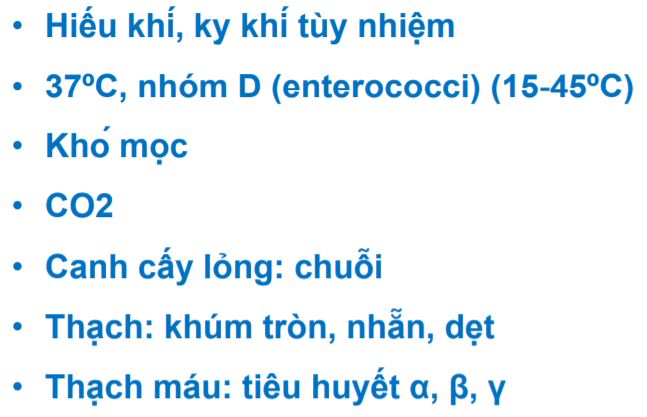 • Hiếu khí, ky khí tùy nhiệm
• 37ºC, nhóm D (enterococci) (15-45ºC)
• Khó mọc
• CO2
• Canh cấy lỏng: chuỗi
• Thạch: khúm tròn, nhẵn, dẹt
• Thạch máu: tiêu huyết α, β, γ